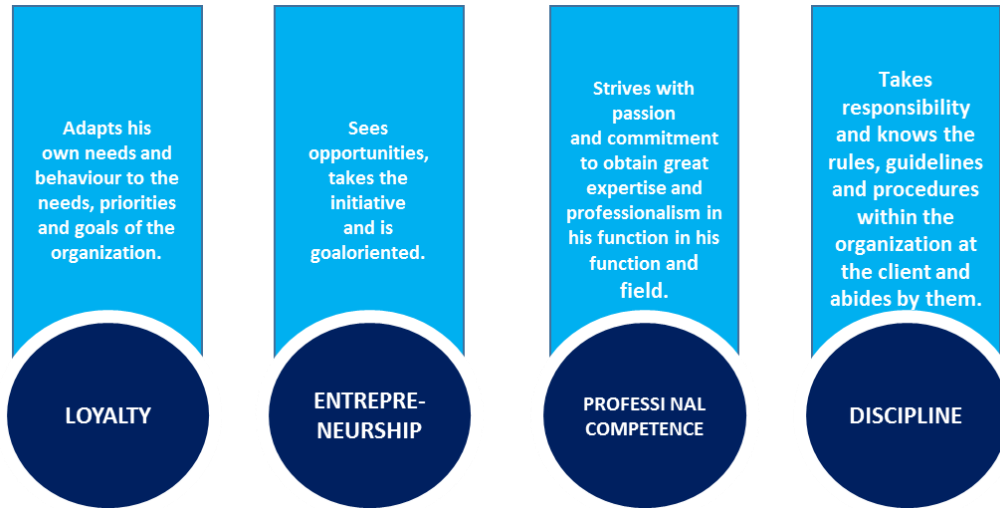 Adapts his
own needs and
behaviour to the
needs, priorities
and goals of the
organization.
LOYALTY
Sees
opportunities,
takes the
initiative
and is
goaloriented.
ENTREPRE-
NEURSHIP
Strives with
passion
and commitment
to obtain great
expertise and
professionalism in
his function in his
function and
field.
PROFESSI NAL
COMPETENCE
Takes
responsibility
and knows the
rules, guidelines
and procedures
within the
organization at
the client and
abides by them.
DISCIPLINE